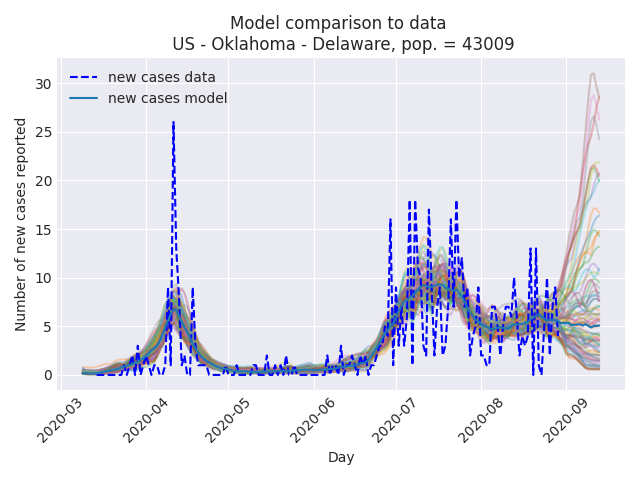 Model comparison to data
US - Oklahoma - Delaware, pop. = 43009
new cases data
new cases model
Number of new cases reported
30
25
20
15
10
5
0
2020-03
2020-04
2020-05
2020-06
2020-07
2020-08
2020-09
Day